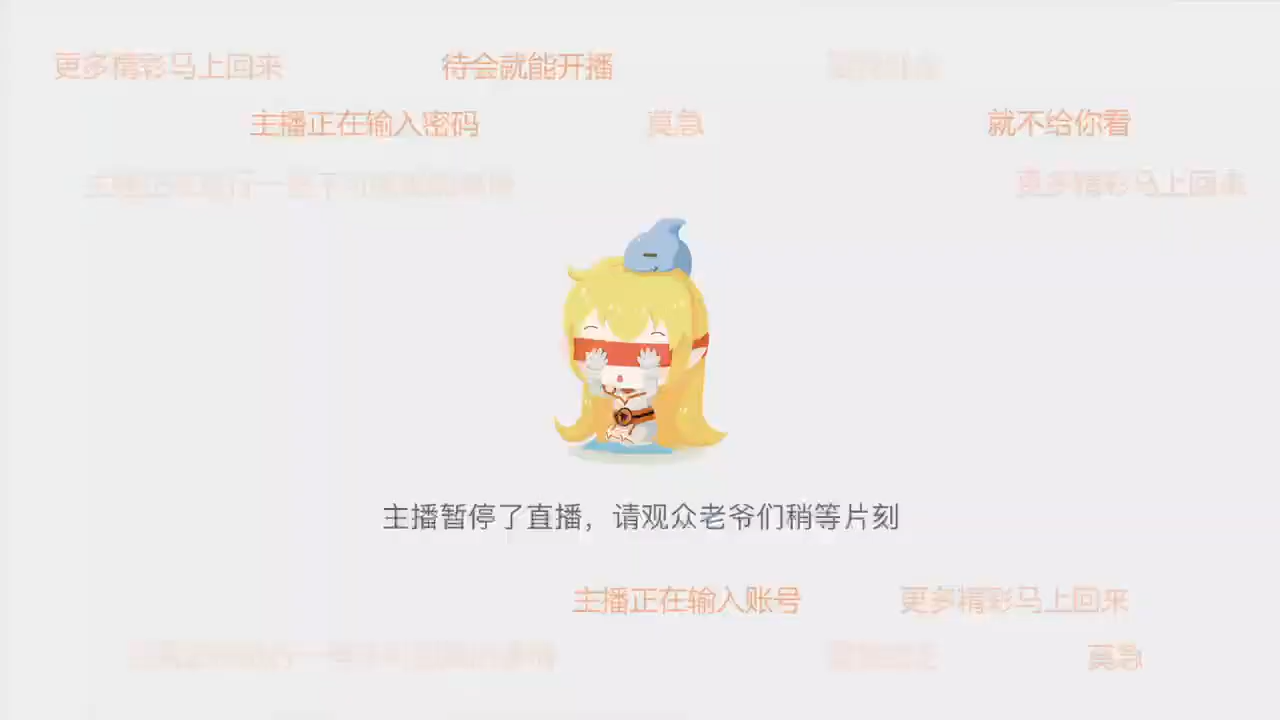 更多精彩马上回来
待会就能开播
主播正在输入密码
莫急
就不给你看
更多精彩马上回来
主播暂停了直播，请观众老爷们稍等片刻
主播正在输入账号
更多精彩马上回来
莫急